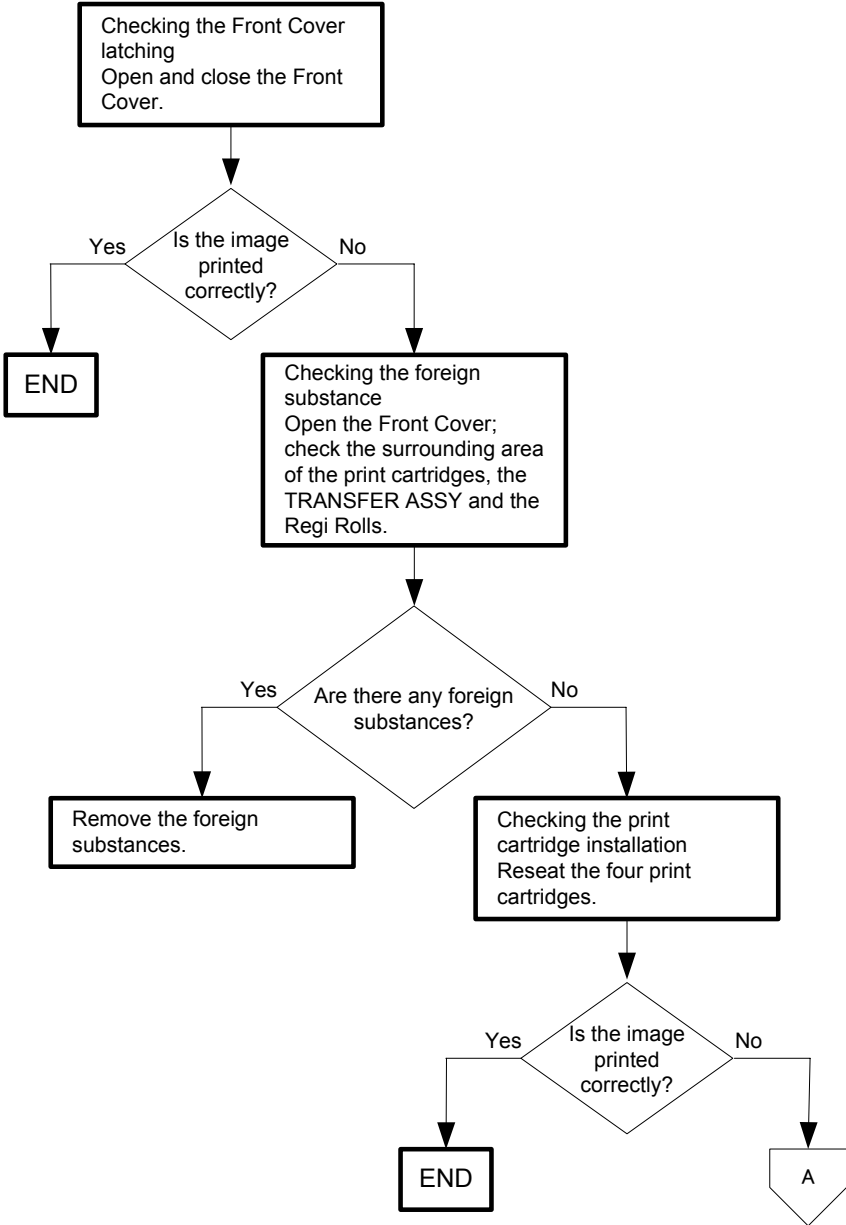 Checking the Front Cover
latching
Open and close the Front
Cover.
Yes
Is the image
printed
correctly?
No
END
Checking the foreign
substance
Open the Front Cover;
check the surrounding area
of the print cartridges, the
TRANSFER ASSY and the
Regi Rolls.
Yes
Are there any foreign
substances?
No
Remove the foreign
substances.
Checking the print
cartridge installation
Reseat the four print
cartridges.
Yes
Is the image
printed
correctly?
No
END
A